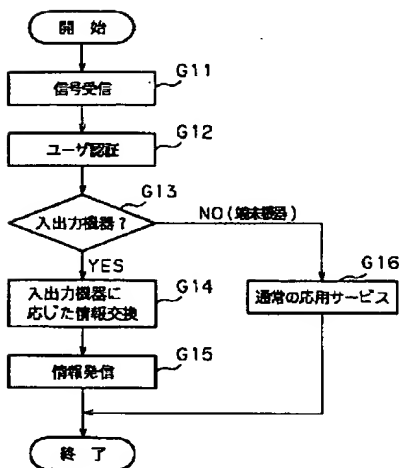 開始
信号受信
G11
ユーザ認証
G12
入出力機器？
G13
NO(端末機器)
YES
入出力機器に
応じた情報交換
G14
通常の応用サービス
G16
情報発信
G15
終了